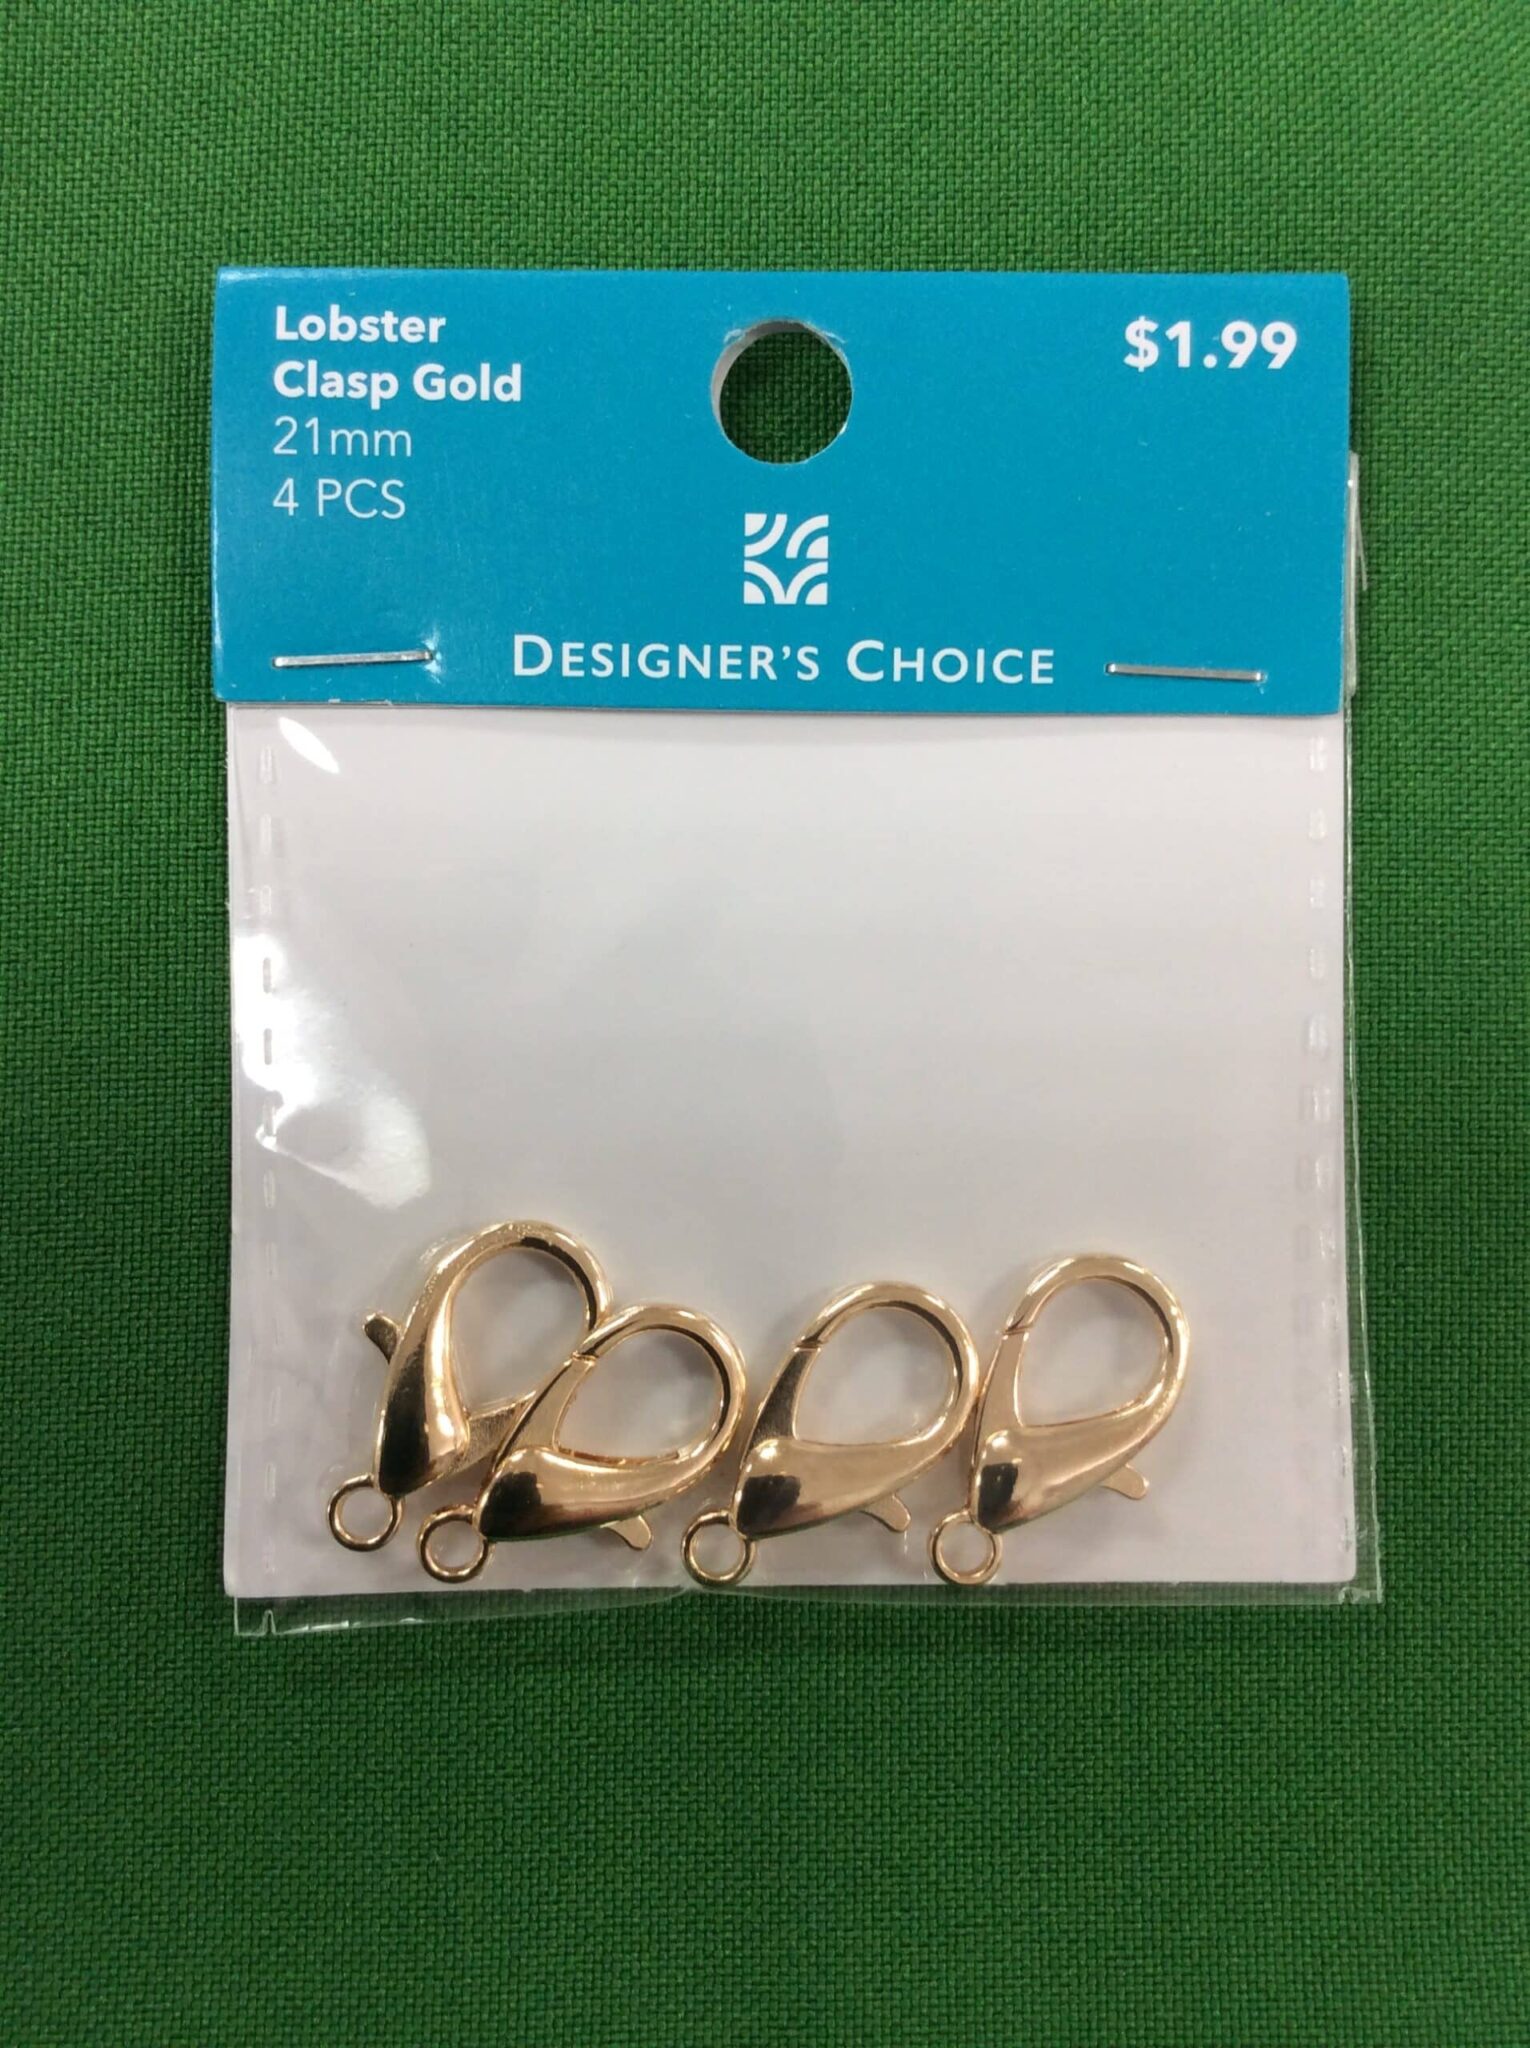 Lobster
Clasp Gold
21mm
4 PCS
$1.99
DESIGNER'S CHOICE